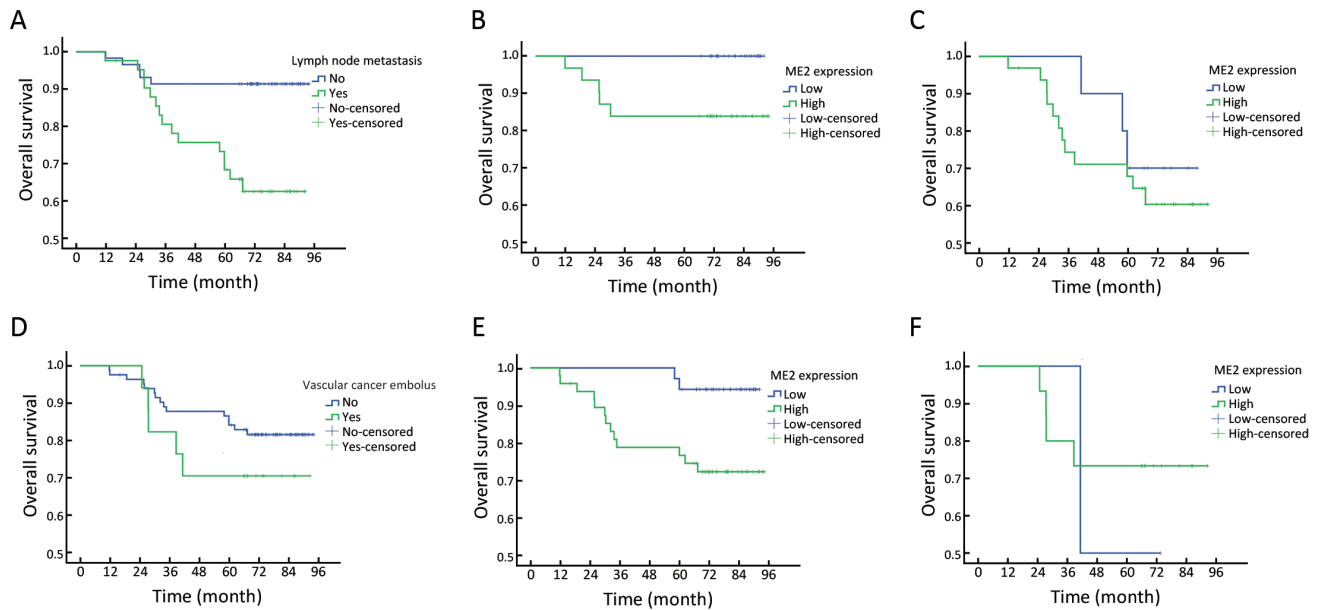 A
Overall survival
1.0
0.9
0.8
0.7
0.6
0.5
0 12 24 36 48 60 72 84 96
Time (month)
Lymph node metastasis
No
Yes
No-censored
Yes-censored
B
Overall survival
1.0
0.9
0.8
0.7
0.6
0.5
0 12 24 36 48 60 72 84 96
Time (month)
ME2 expression
Low
High
Low-censored
High-censored
C
Overall survival
1.0
0.9
0.8
0.7
0.6
0.5
0 12 24 36 48 60 72 84 96
Time (month)
ME2 expression
Low
High
Low-censored
High-censored
D
Overall survival
1.0
0.9
0.8
0.7
0.6
0.5
0 12 24 36 48 60 72 84 96
Time (month)
Vascular cancer embolus
No
Yes
No-censored
Yes-censored
E
Overall survival
1.0
0.9
0.8
0.7
0.6
0.5
0 12 24 36 48 60 72 84 96
Time (month)
ME2 expression
Low
High
Low-censored
High-censored
F
Overall survival
1.0
0.9
0.8
0.7
0.6
0.5
0 12 24 36 48 60 72 84 96
Time (month)
ME2 expression
Low
High
Low-censored
High-censored